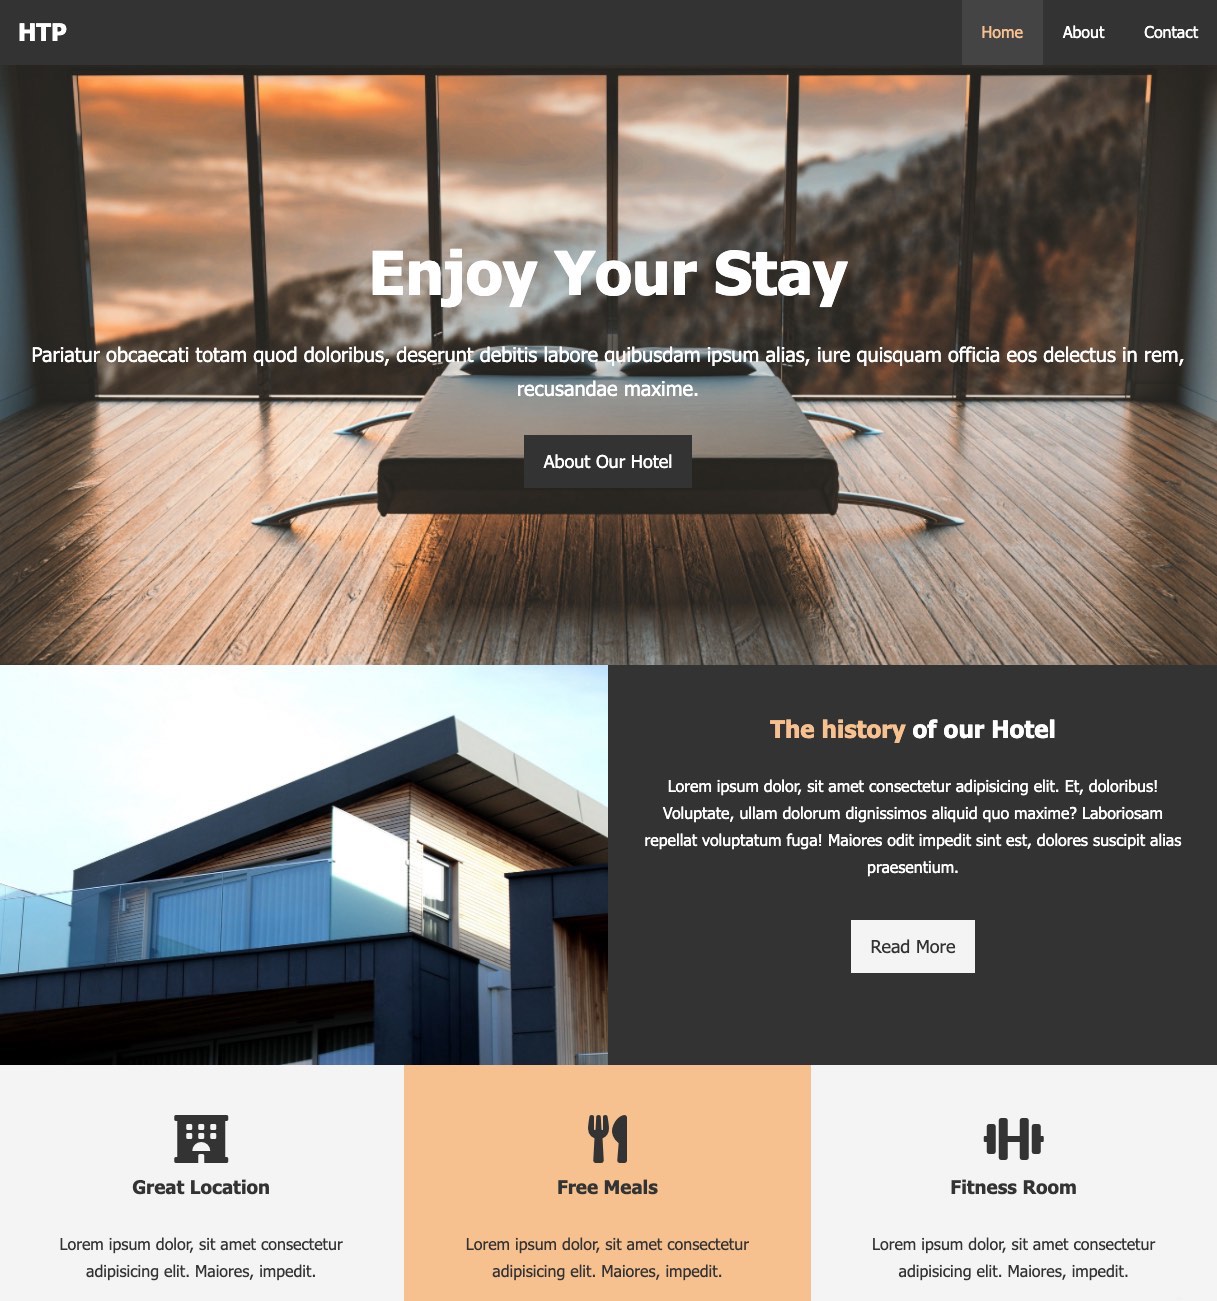 HTP
Home
About
Contact
Enjoy Your Stay
Pariatur obcaecati totam quod doloribus, deserunt debitis labore quibusdam ipsum alias, iure quisquam officia eos delectus in rem,
recusandae maxime.
About Our Hotel
The history of our Hotel
Lorem ipsum dolor, sit amet consectetur adipisicing elit. Et, doloribus!
Voluptate, ullam dolorum dignissimos aliquid quo maxime? Laboriosam
repellat voluptatum fuga! Maiores odit impedit sint est, dolores suscipit alias
praesentium.
Read More
Great Location
Lorem ipsum dolor, sit amet consectetur
adipisicing elit. Maiores, impedit.
Free Meals
Lorem ipsum dolor, sit amet consectetur
adipisicing elit. Maiores, impedit.
Fitness Room
Lorem ipsum dolor, sit amet consectetur
adipisicing elit. Maiores, impedit.